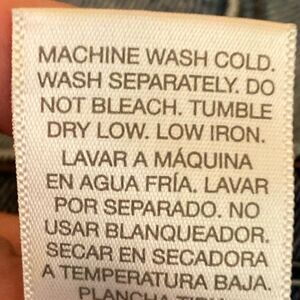 MACHINE WASH COLD.
WASH SEPARATELY. DO
NOT BLEACH. TUMBLE
DRY LOW. LOW IRON.
LAVAR A MÁQUINA
EN AGUA FRÍA. LAVAR
POR SEPARADO. NO
USAR BLANQUEADOR.
SECAR EN SECADORA
A TEMPERATURA BAJA.
PLANCHA